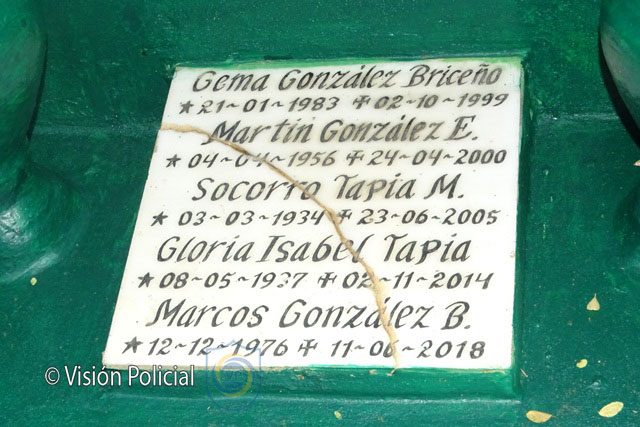 Gema González Briceño
★ 21~01~1983 ✝ 02~10~1999
Martín González E.
★ 04~04~1956 ✝ 24~04~2000
Socorro Tapia M.
★ 03~03~1934 ✝ 23~06~2005
Gloria Isabel Tapia
★ 08~05~1937 ✝ 02~11~2014
Marcos González B.
★ 12~12~1976 ✝ 11~06~2018
© Visión Policial